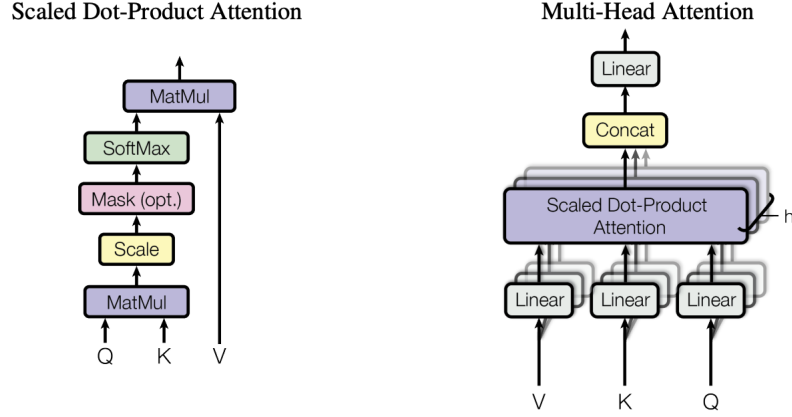 Scaled Dot-Product Attention
MatMul
SoftMax
Mask (opt.)
Scale
MatMul
Q K V
Multi-Head Attention
Linear
Concat
Scaled Dot-Product
Attention
h
Linear Linear Linear
V K Q